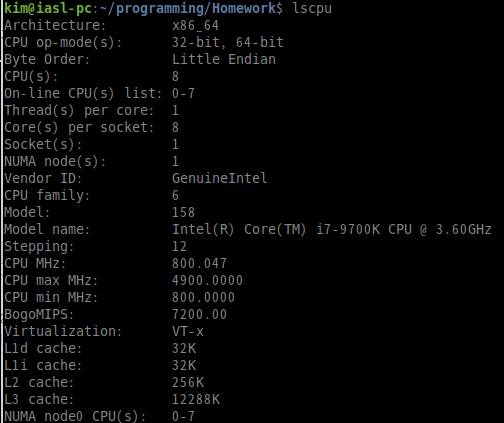 kim@iasl-pc:~/programming/Homework$ lscpu
Architecture:        x86_64
CPU op-mode(s):      32-bit, 64-bit
Byte Order:          Little Endian
CPU(s):              8
On-line CPU(s) list: 0-7
Thread(s) per core:  1
Core(s) per socket:  8
Socket(s):           1
NUMA node(s):        1
Vendor ID:           GenuineIntel
CPU family:          6
Model:               158
Model name:          Intel(R) Core(TM) i7-9700K CPU @ 3.60GHz
Stepping:            12
CPU MHz:             800.047
CPU max MHz:         4900.0000
CPU min MHz:         800.0000
BogoMIPS:            7200.00
Virtualization:      VT-x
L1d cache:           32K
L1i cache:           32K
L2 cache:            256K
L3 cache:            12288K
NUMA node0 CPU(s):   0-7